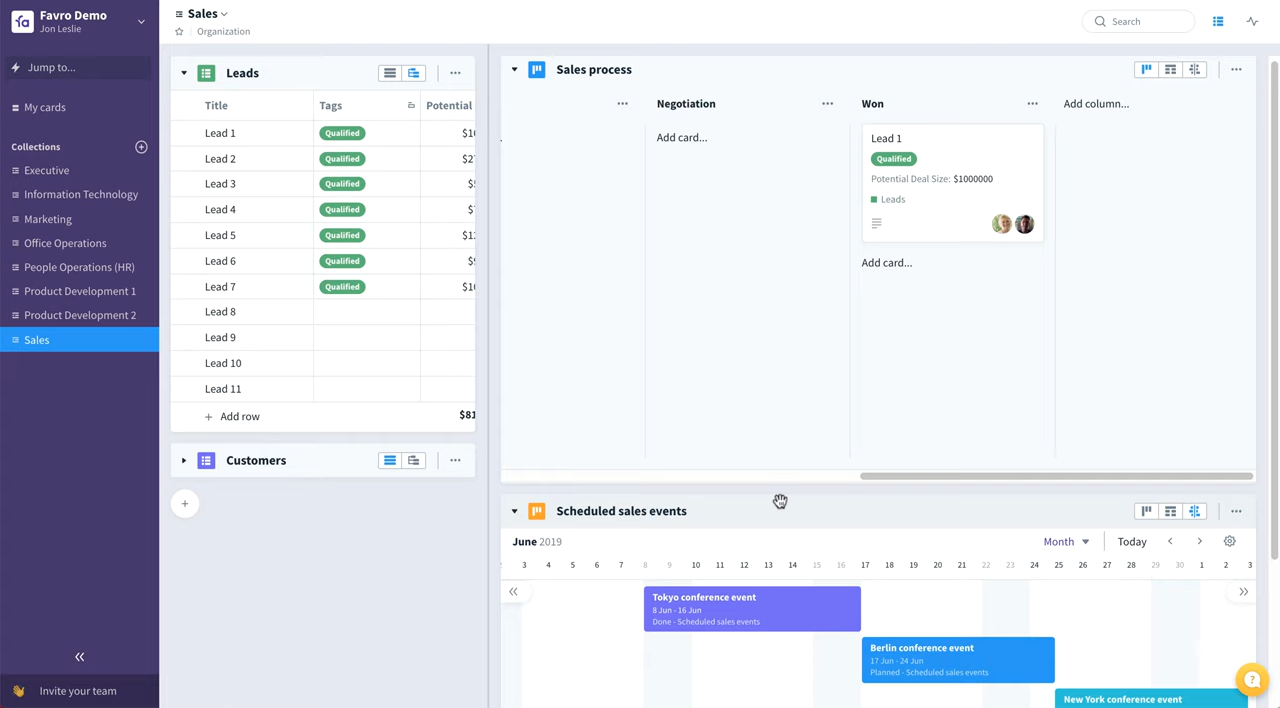 Favro Demo
Jon Leslie
Jump to...
My cards
Collections
Executive
Information Technology
Marketing
Office Operations
People Operations (HR)
Product Development 1
Product Development 2
Sales
Invite your team
Sales
Organization
Search
Leads
Title Tags Potential
Lead 1 Qualified
Lead 2 Qualified
Lead 3 Qualified
Lead 4 Qualified
Lead 5 Qualified
Lead 6 Qualified
Lead 7 Qualified
Lead 8
Lead 9
Lead 10
Lead 11
+ Add row $81
Customers
Sales process
Negotiation
Add card...
Won
Lead 1
Qualified
Potential Deal Size: $1000000
Leads
Add card...
Add column...
Scheduled sales events
June 2019 Month Today
3 4 5 6 7 8 9 10 11 12 13 14 15 16 17 18 19 20 21 22 23 24 25 26 27 28 29 30 1 2 3
Tokyo conference event
8 Jun - 16 Jun
Done - Scheduled sales events
Berlin conference event
17 Jun - 24 Jun
Planned - Scheduled sales events
New York conference event